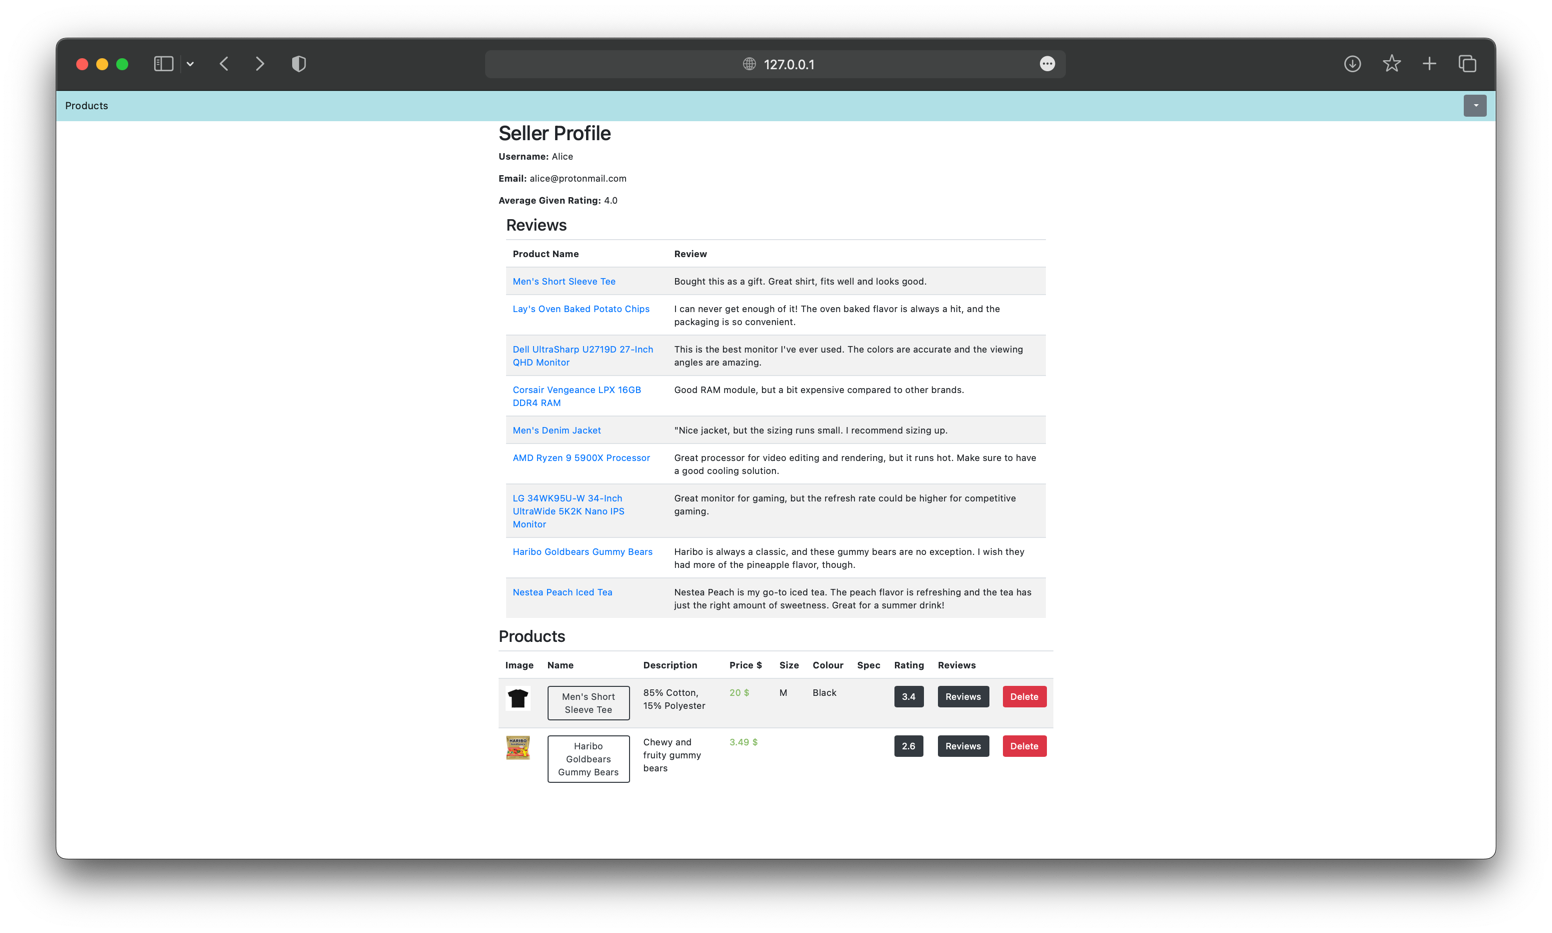 127.0.0.1
Products
Seller Profile
Username: Alice
Email: alice@protonmail.com
Average Given Rating: 4.0
Reviews
Product Name Review
Men's Short Sleeve Tee Bought this as a gift. Great shirt, fits well and looks good.
Lay's Oven Baked Potato Chips I can never get enough of it! The oven baked flavor is always a hit, and the
packaging is so convenient.
Dell UltraSharp U2719D 27-Inch This is the best monitor I've ever used. The colors are accurate and the viewing
QHD Monitor angles are amazing.
Corsair Vengeance LPX 16GB Good RAM module, but a bit expensive compared to other brands.
DDR4 RAM
Men's Denim Jacket "Nice jacket, but the sizing runs small. I recommend sizing up.
AMD Ryzen 9 5900X Processor Great processor for video editing and rendering, but it runs hot. Make sure to have
a good cooling solution.
LG 34WK95U-W 34-Inch Great monitor for gaming, but the refresh rate could be higher for competitive
UltraWide 5K2K Nano IPS gaming.
Monitor
Haribo Goldbears Gummy Bears Haribo is always a classic, and these gummy bears are no exception. I wish they
had more of the pineapple flavor, though.
Nestea Peach Iced Tea Nestea Peach is my go-to iced tea. The peach flavor is refreshing and the tea has
just the right amount of sweetness. Great for a summer drink!
Products
Image Name Description Price $ Size Colour Spec Rating Reviews
Men's Short 85% Cotton, 20 $ M Black 3.4 Reviews Delete
Sleeve Tee 15% Polyester
HARIBO
Haribo Chewy and 3.49 $ 2.6 Reviews Delete
Goldbears fruity gummy
Gummy Bears bears